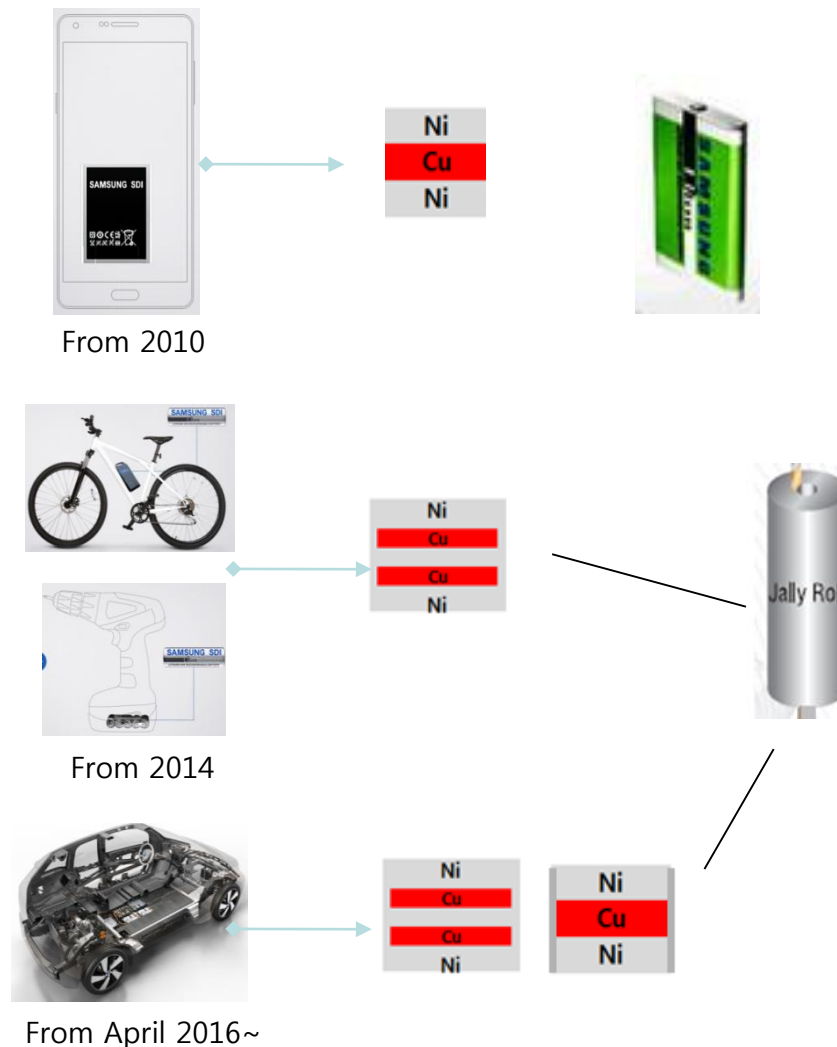 SAMSUNG SDI
Ni
Cu
Ni
SAMSUNG
From 2010
SAMSUNG SDI
Ni
Cu
Cu
Ni
Jally Ro
SAMSUNG SDI
From 2014
Ni
Cu
Cu
Ni
Ni
Cu
Ni
From April 2016~